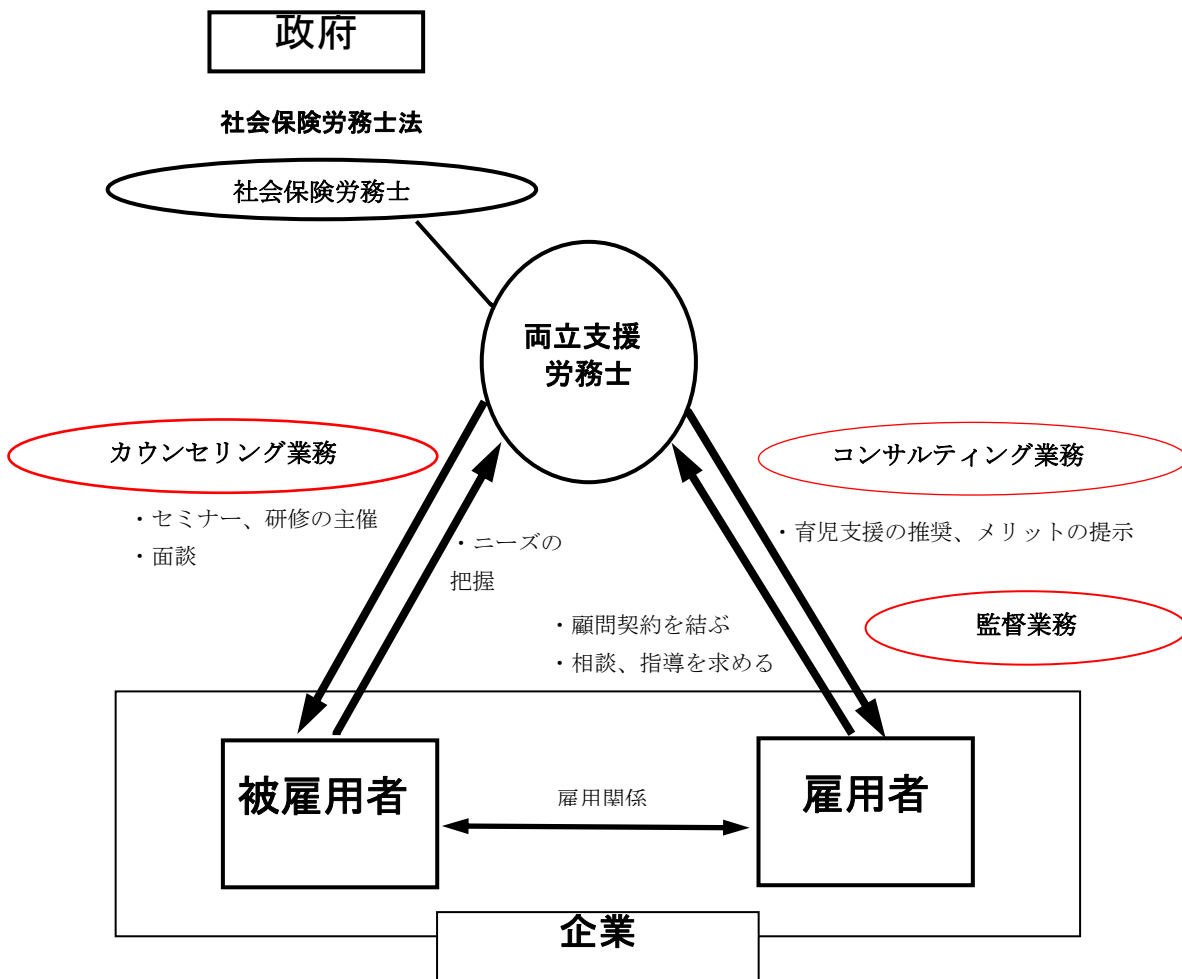 政府
社会保険労務士法
社会保険労務士
両立支援
労務士
カウンセリング業務
コンサルティング業務
・セミナー、研修の主催
・面談
・ニーズの
把握
・育児支援の推奨、メリットの提示
監督業務
・顧問契約を結ぶ
・相談、指導を求める
被雇用者
雇用関係
雇用者
企業